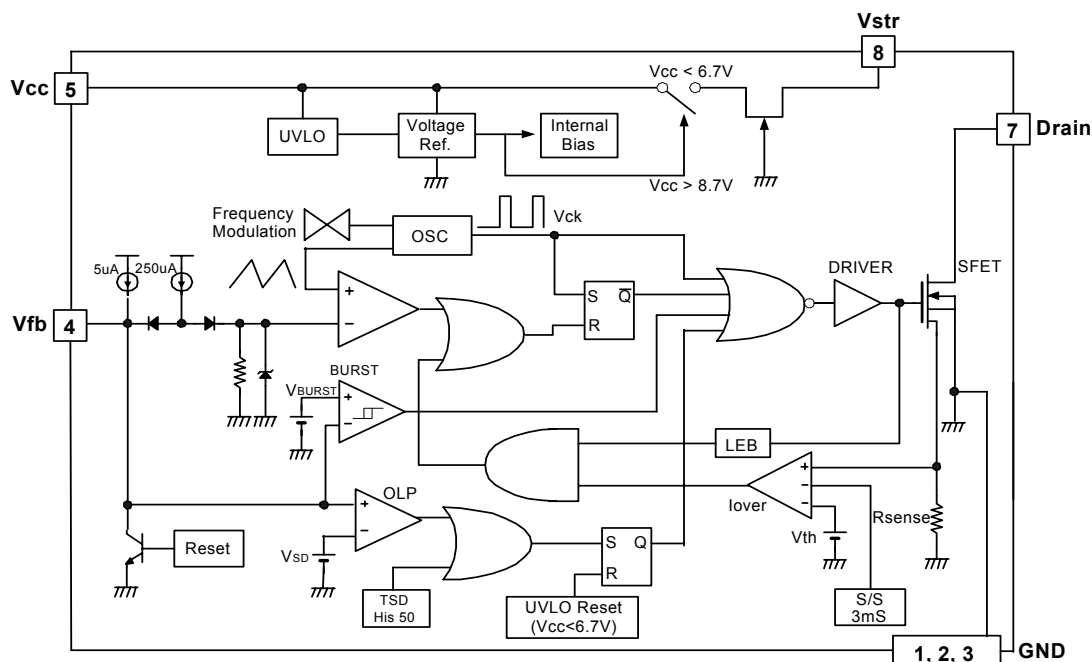 Vstr
8
Vcc
5
Vcc < 6.7V
UVLO
Voltage
Ref.
Internal
Bias
7
Drain
Vcc > 8.7V
Frequency
Modulation
OSC
Vck
5uA
250uA
DRIVER
SFET
+
−
S
Q
R
Vfb
4
BURST
VBURST
+
−
LEB
OLP
+
−
+
−
−
Iover
Rsense
Vth
Reset
VSD
S
Q
R
TSD
His 50
UVLO Reset
(Vcc<6.7V)
S/S
3mS
1, 2, 3
GND